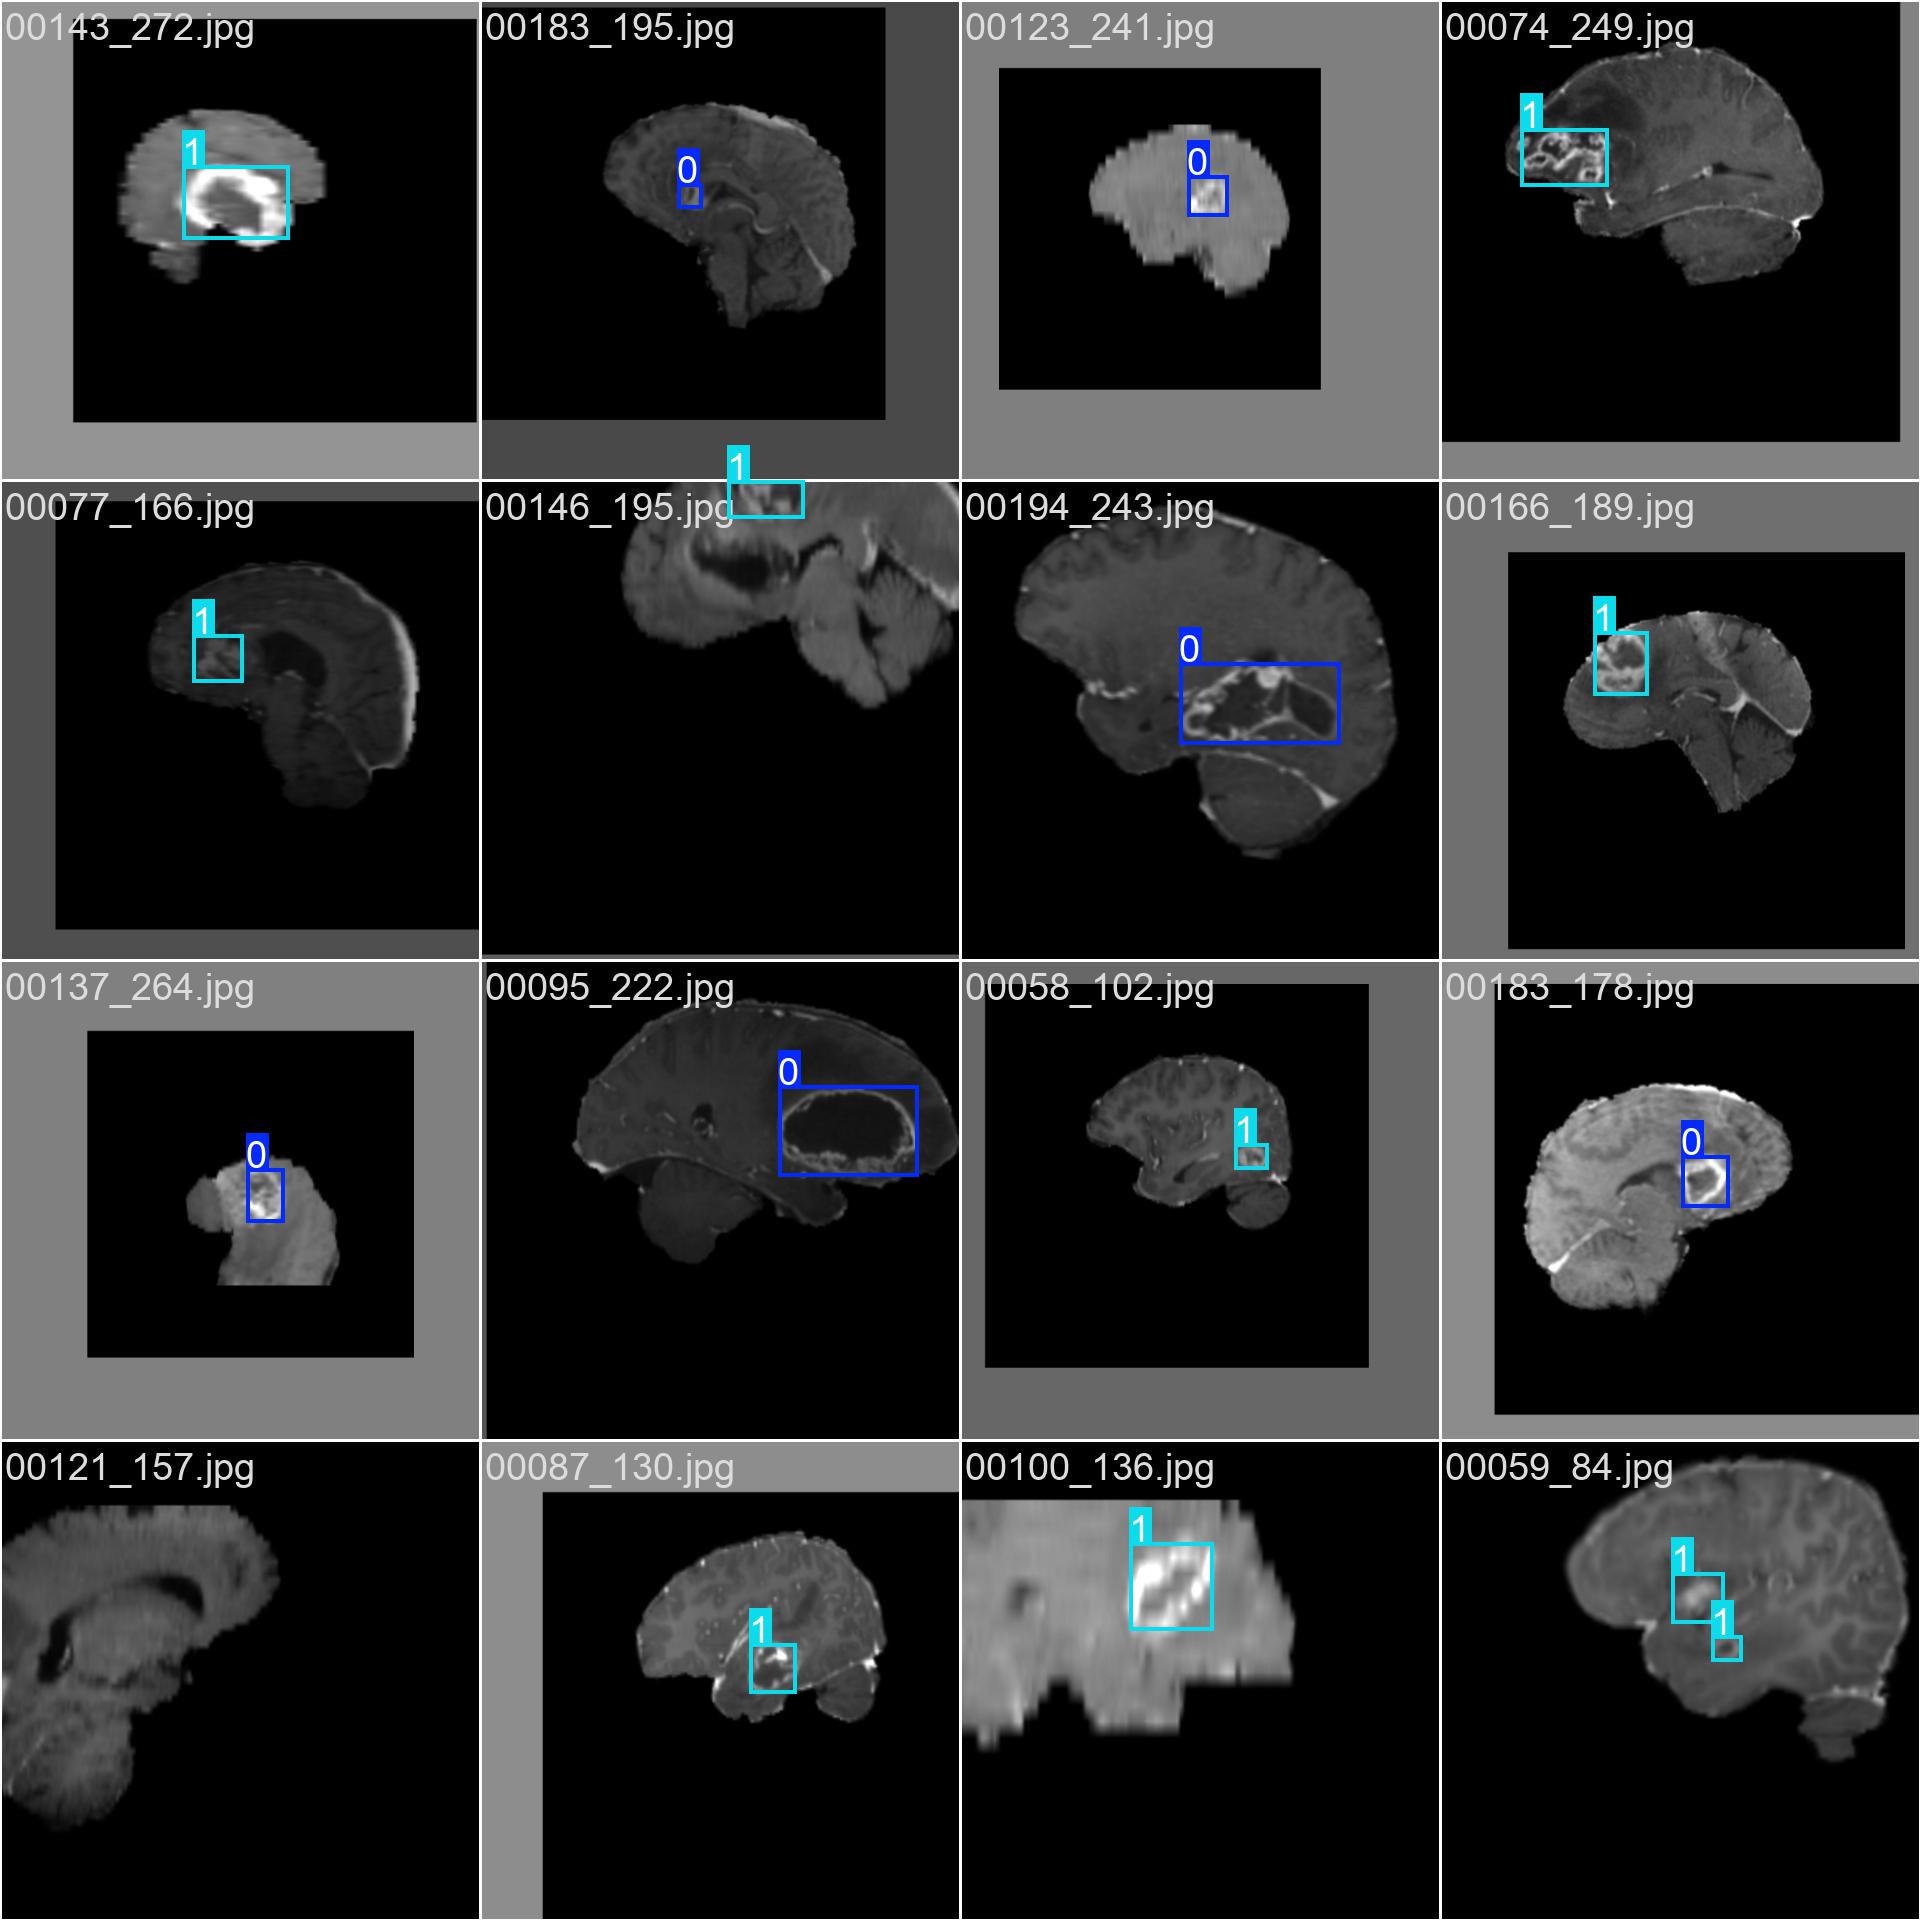 00143_272.jpg
1
00183_195.jpg
0
00123_241.jpg
0
00074_249.jpg
1
00077_166.jpg
1
00146_195.jpg
1
00194_243.jpg
0
00166_189.jpg
1
00137_264.jpg
0
00095_222.jpg
0
00058_102.jpg
1
00183_178.jpg
0
00121_157.jpg
00087_130.jpg
1
00100_136.jpg
1
00059_84.jpg
1
1